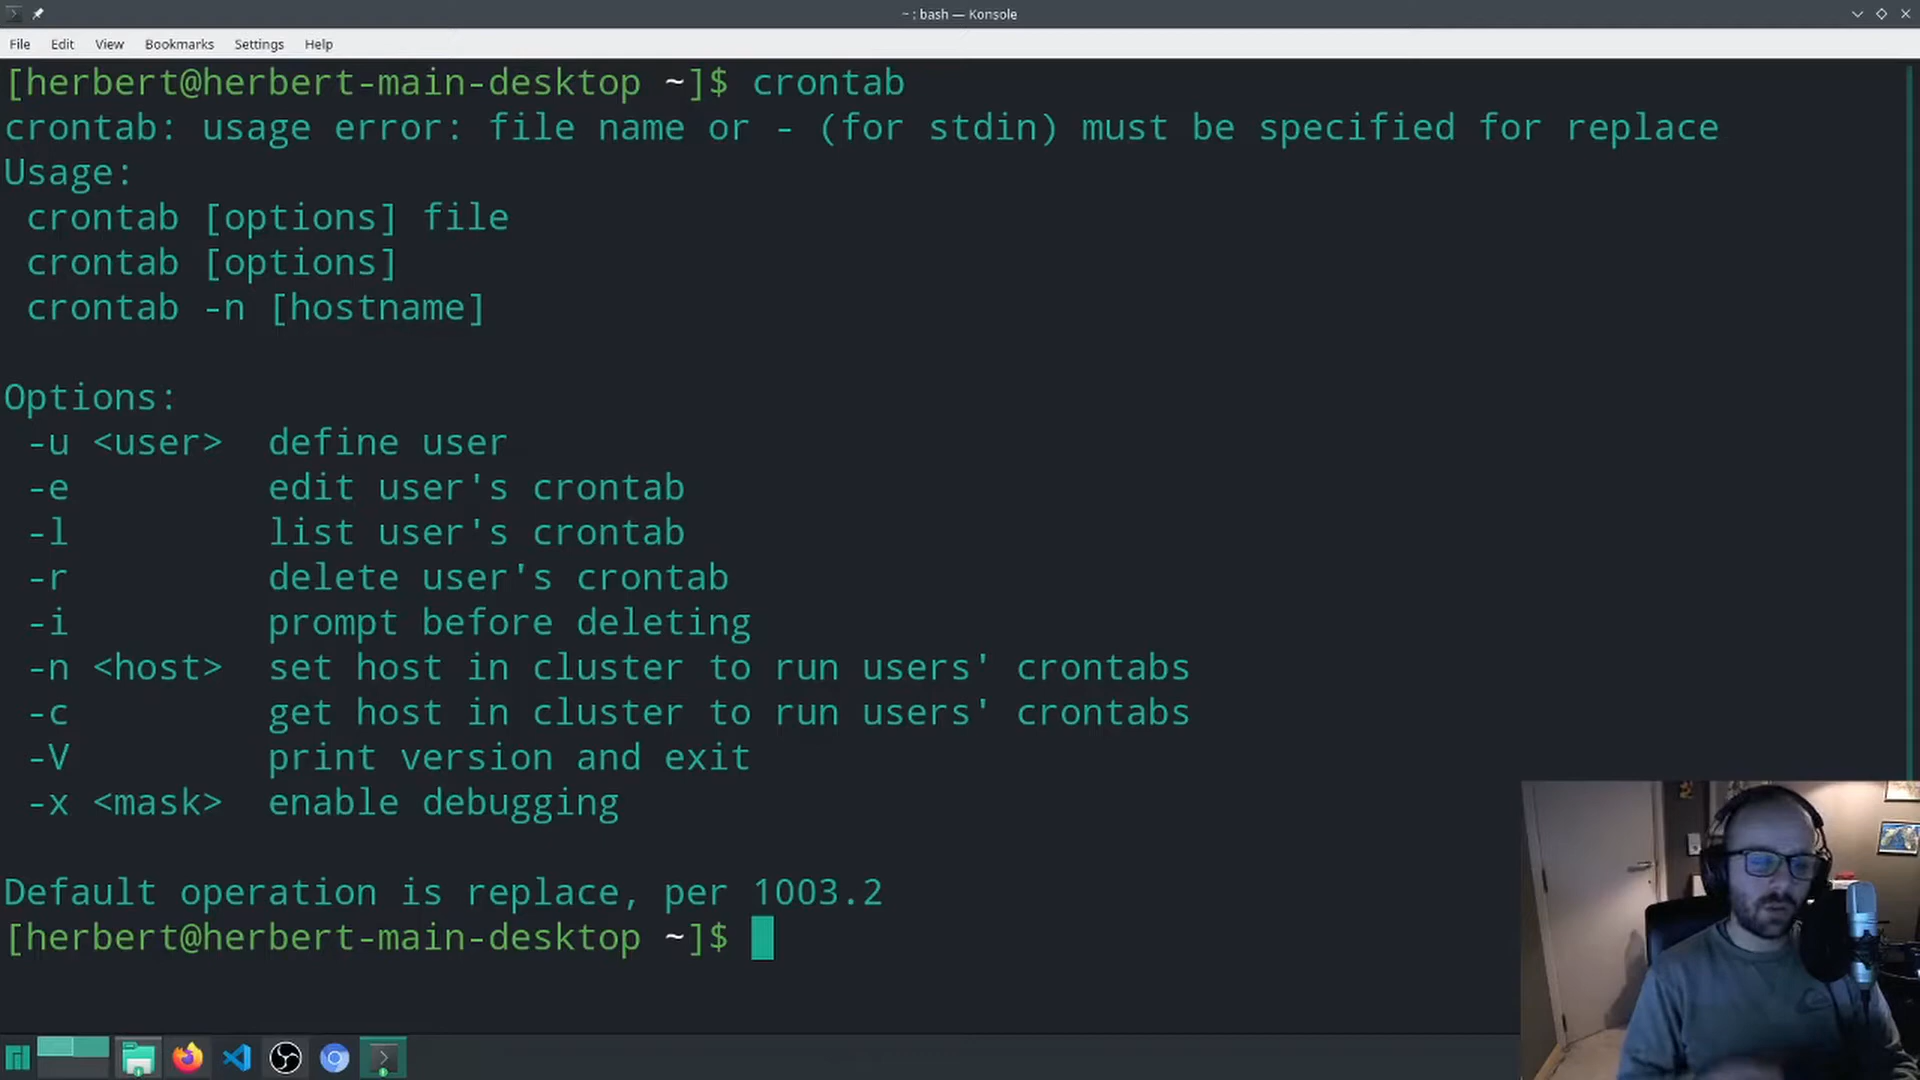 ~ : bash — Konsole
File Edit View Bookmarks Settings Help
[herbert@herbert-main-desktop ~]$ crontab
crontab: usage error: file name or - (for stdin) must be specified for replace
Usage:
 crontab [options] file
 crontab [options]
 crontab -n [hostname]

Options:
 -u <user>  define user
 -e         edit user's crontab
 -l         list user's crontab
 -r         delete user's crontab
 -i         prompt before deleting
 -n <host>  set host in cluster to run users' crontabs
 -c         get host in cluster to run users' crontabs
 -V         print version and exit
 -x <mask>  enable debugging

Default operation is replace, per 1003.2
[herbert@herbert-main-desktop ~]$